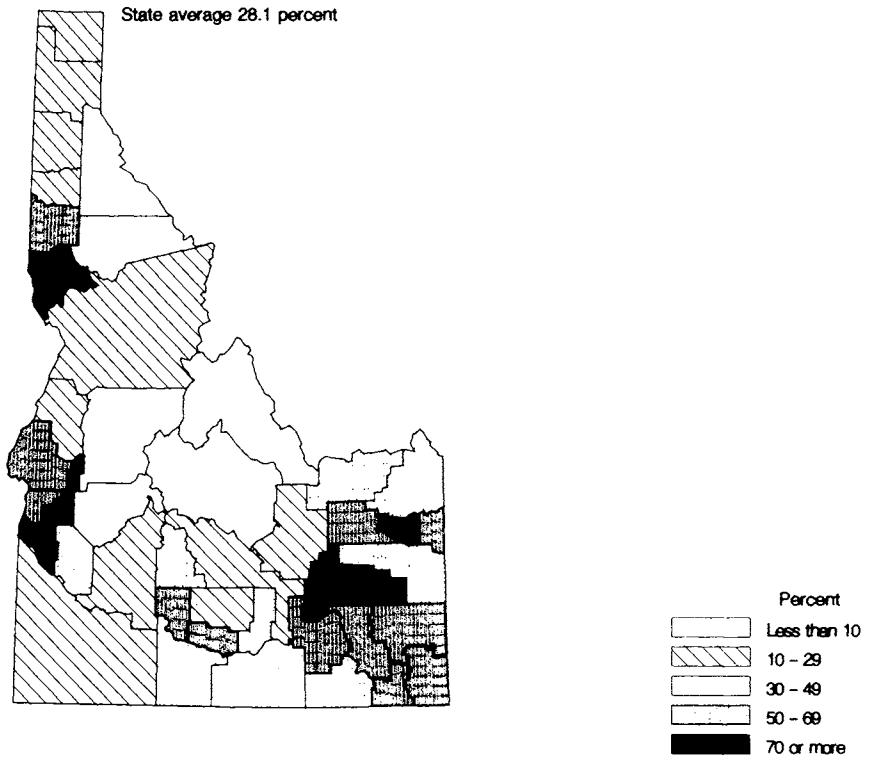 State average 28.1 percent
Percent
Less than 10
10 – 29
30 – 49
50 – 69
70 or more